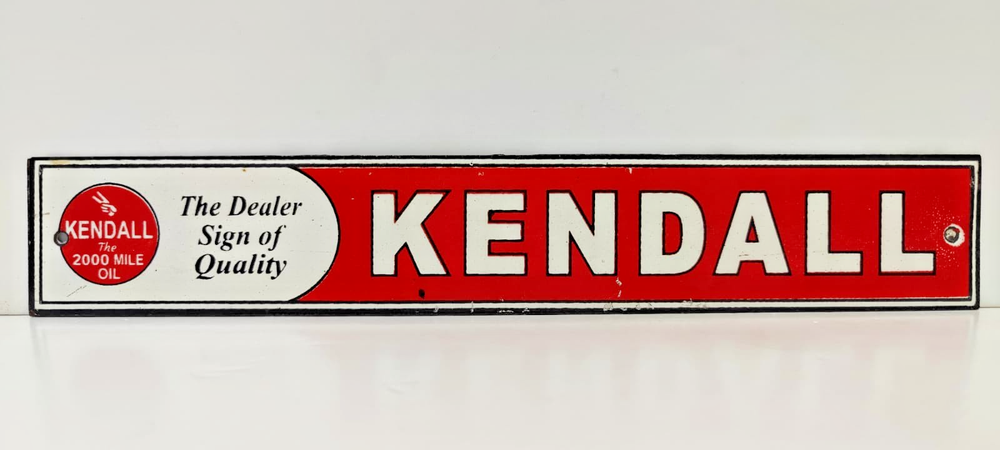 KENDALL
The
2000 MILE
OIL
The Dealer
Sign of
Quality
KENDALL